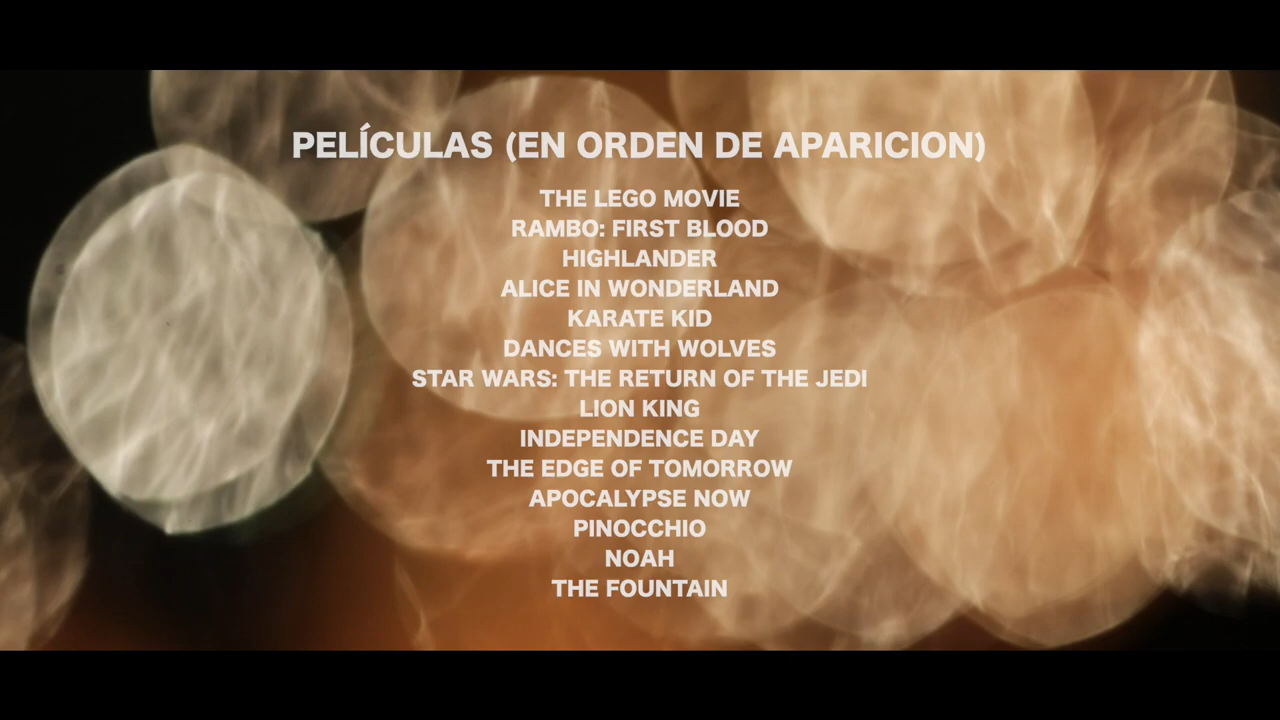 PELÍCULAS (EN ORDEN DE APARICION)
THE LEGO MOVIE
RAMBO: FIRST BLOOD
HIGHLANDER
ALICE IN WONDERLAND
KARATE KID
DANCES WITH WOLVES
STAR WARS: THE RETURN OF THE JEDI
LION KING
INDEPENDENCE DAY
THE EDGE OF TOMORROW
APOCALYPSE NOW
PINOCCHIO
NOAH
THE FOUNTAIN